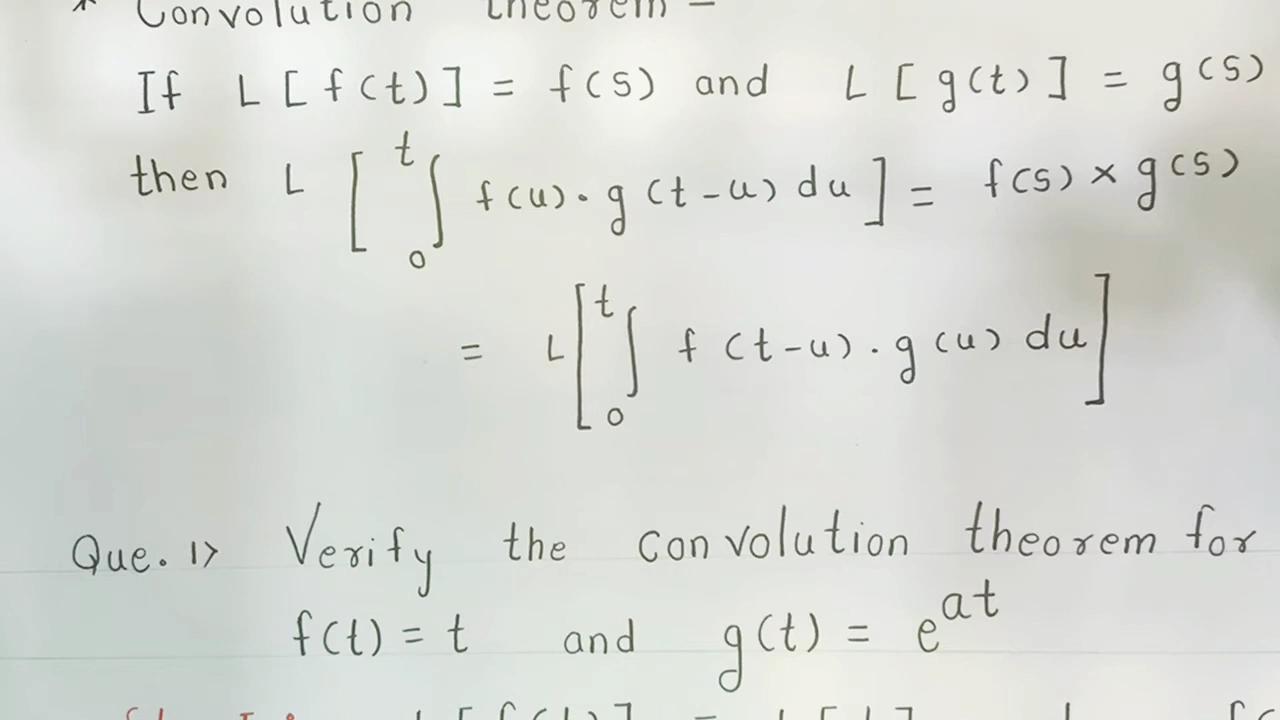 * Convolution theorem -
If L [ f(t) ] = f(s) and L [ g(t) ] = g(s)
then L [ ∫₀ᵗ f(u) · g(t-u) du ] = f(s) × g(s)
= L [ ∫₀ᵗ f(t-u) · g(u) du ]
Que. 1> Verify the convolution theorem for
f(t) = t and g(t) = e^at